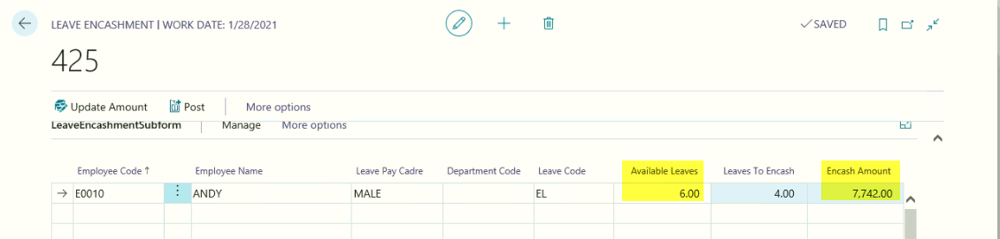 LEAVE ENCASHMENT | WORK DATE: 1/28/2021
SAVED
425
Update Amount Post More options
LeaveEncashmentSubform Manage More options
Employee Code ↑ Employee Name Leave Pay Cadre Department Code Leave Code Available Leaves Leaves To Encash Encash Amount
E0010 ANDY MALE EL 6.00 4.00 7,742.00